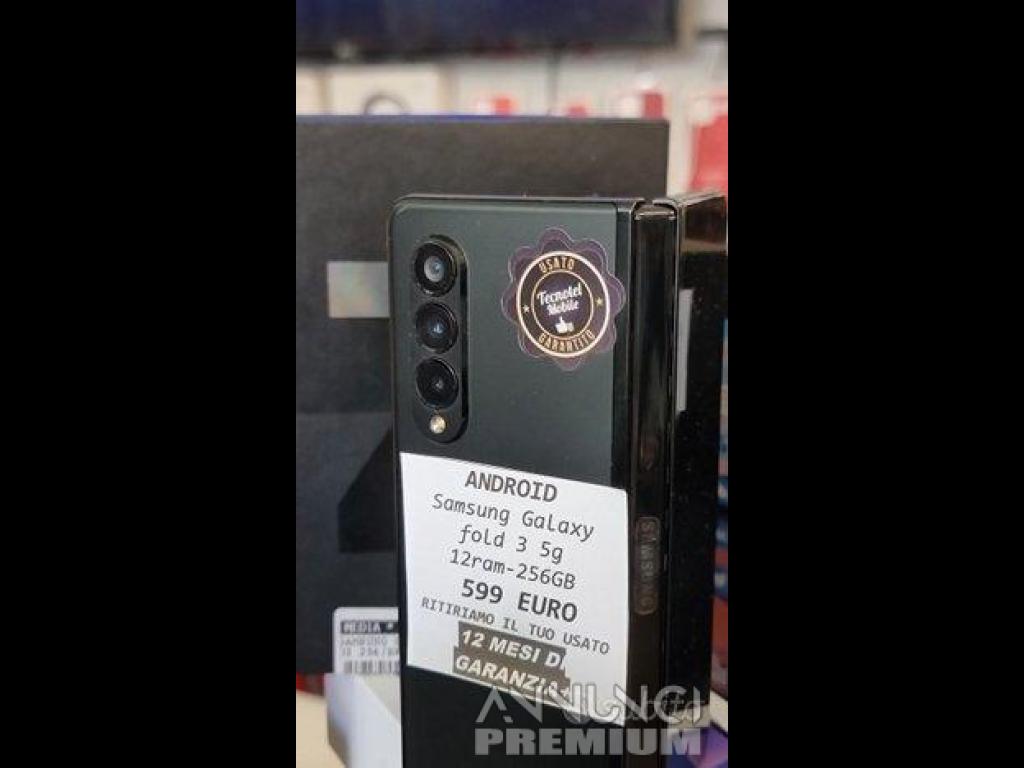 USATO
Tecnotel
Mobile
GARANTITO
ANDROID
Samsung Galaxy
fold 3 5g
12ram-256GB
599 EURO
RITIRIAMO IL TUO USATO
12 MESI DI
GARANZIA
SAMSUNG
MEDIA
ANNUNCI
PREMIUM